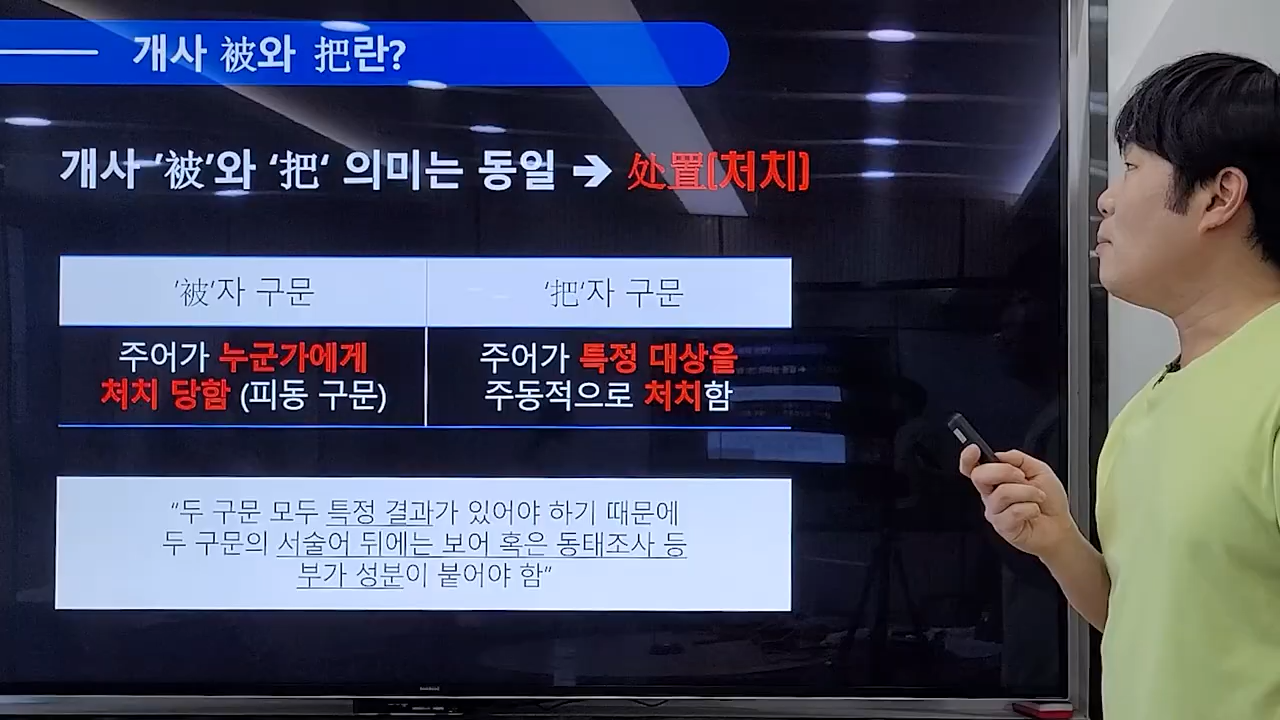 개사 被와 把란?
개사 ′被′와 ‘把‘ 의미는 동일 → 处置(처치)
′被‘자 구문
‘把‘자 구문
주어가 누군가에게
처치 당함 (피동 구문)
주어가 특정 대상을
주동적으로 처치함
“두 구문 모두 특정 결과가 있어야 하기 때문에
두 구문의 서술어 뒤에는 보어 혹은 동태조사 등
부가 성분이 붙어야 함”